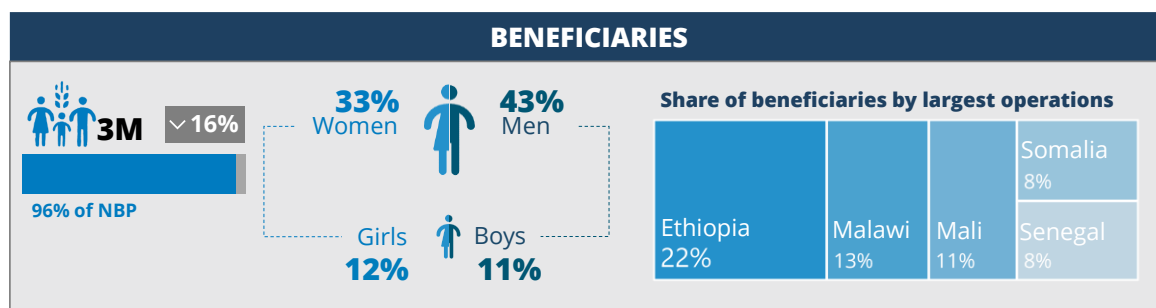 BENEFICIARIES
3M
16%
96% of NBP
33%
Women
43%
Men
Girls
12%
Boys
11%
Share of beneficiaries by largest operations
Ethiopia
22%
Malawi
13%
Mali
11%
Somalia
8%
Senegal
8%